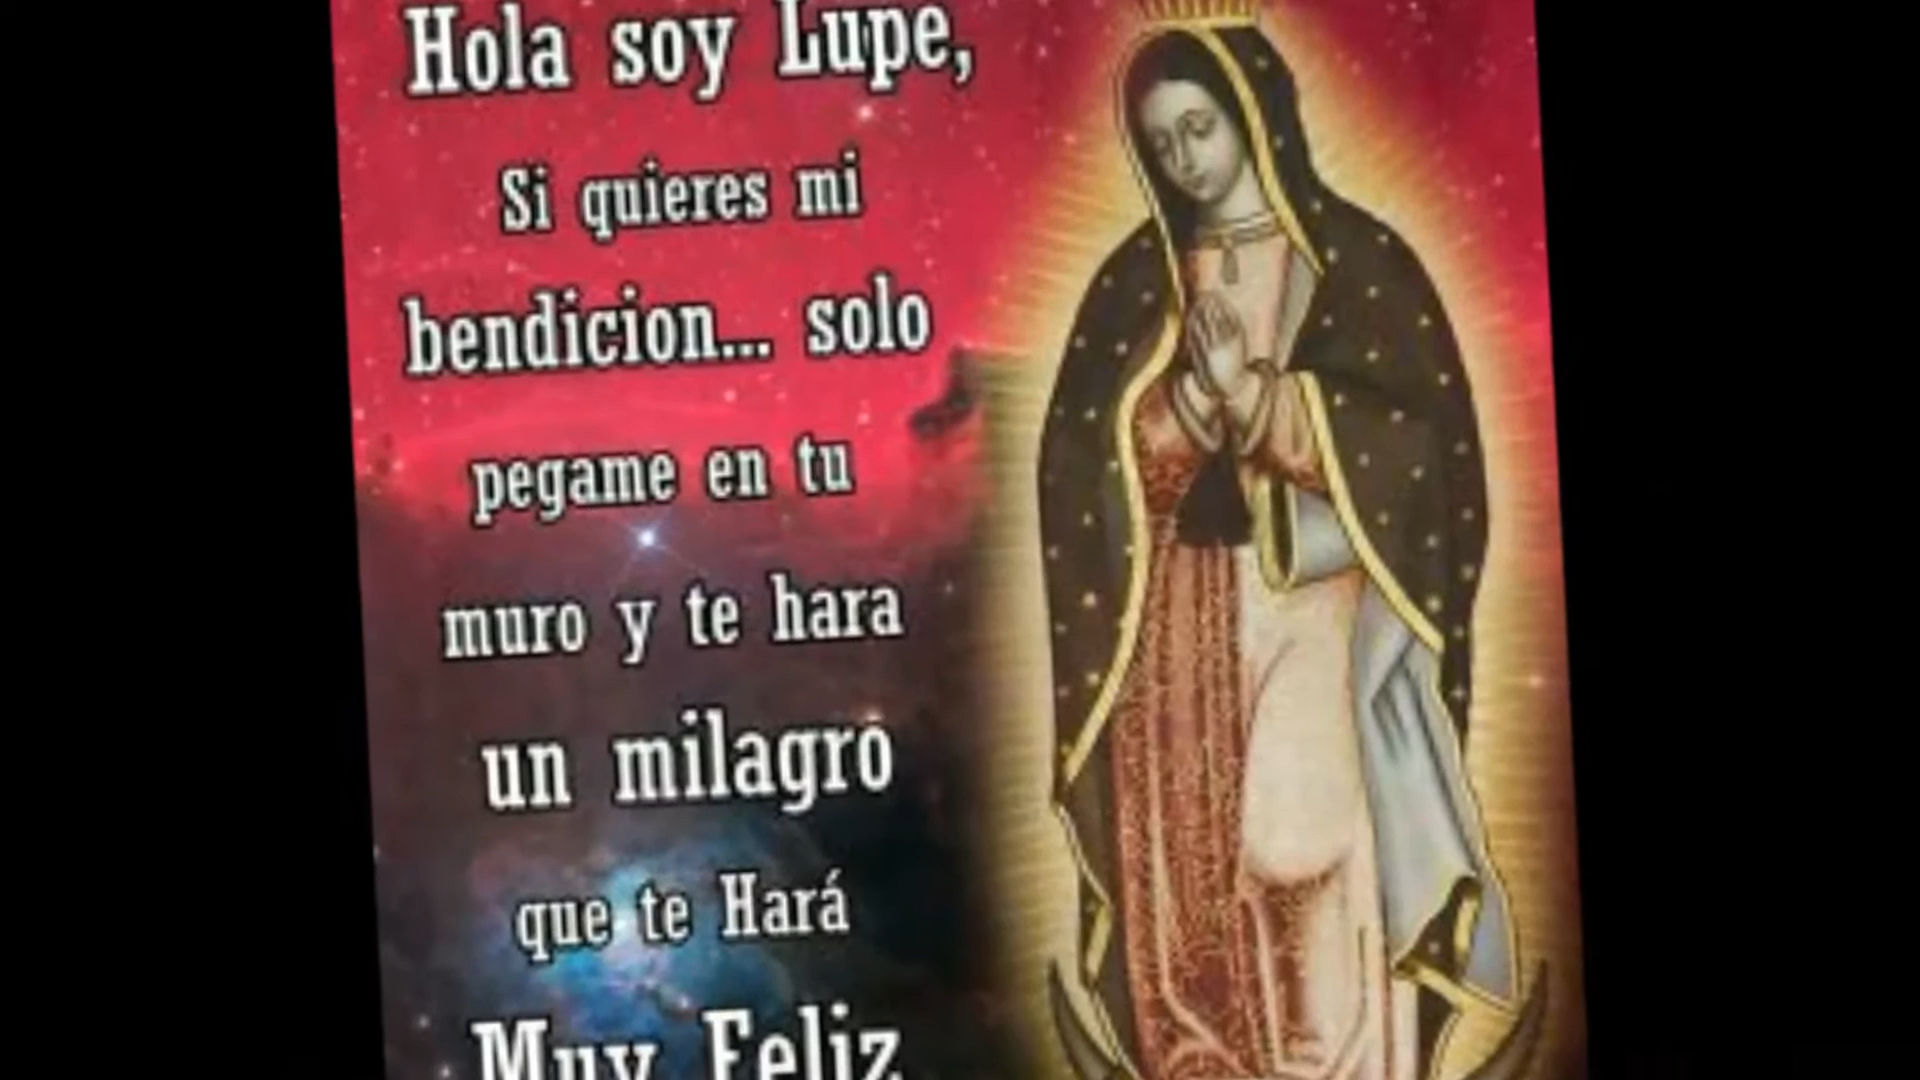 Hola soy Lupe,
Si quieres mi
bendicion... solo
pegame en tu
muro y te hara
un milagro
que te Hará
Muy Feliz